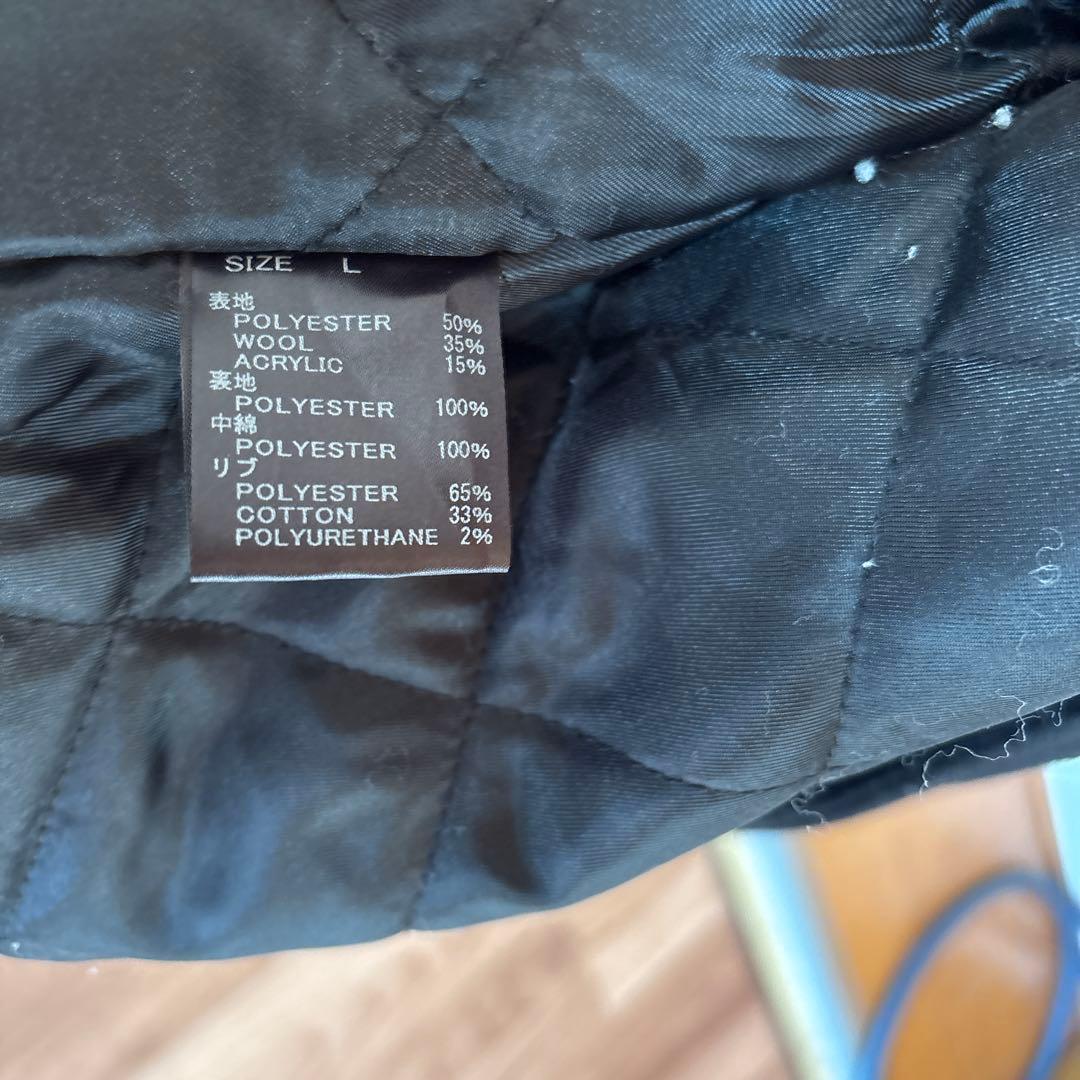 SIZE L
表地
POLYESTER 50%
WOOL 35%
ACRYLIC 15%
裏地
POLYESTER 100%
中綿
POLYESTER 100%
リブ
POLYESTER 65%
COTTON 33%
POLYURETHANE 2%